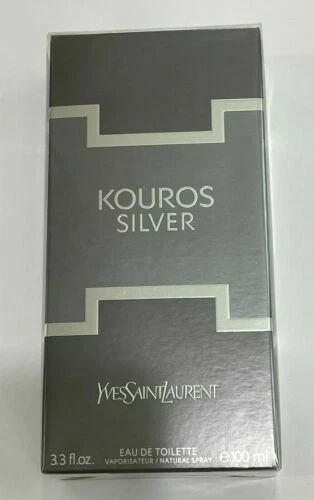 KOUROS
SILVER
YVESSAINTLAURENT
EAU DE TOILETTE
3.3 fl.oz. VAPORISATEUR / NATURAL SPRAY ℮100 ml